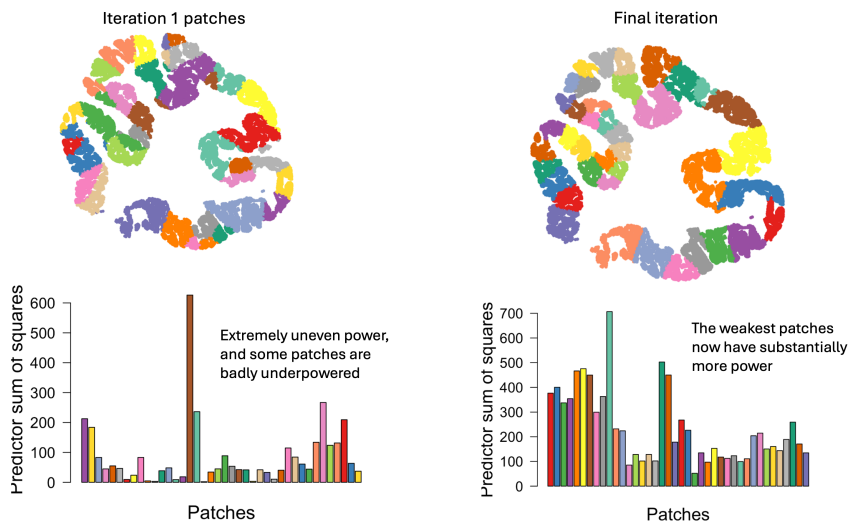 Iteration 1 patches
Final iteration
Predictor sum of squares
600
500
400
300
200
100
0
Extremely uneven power,
and some patches are
badly underpowered
Patches
Predictor sum of squares
700
600
500
400
300
200
100
0
The weakest patches
now have substantially
more power
Patches